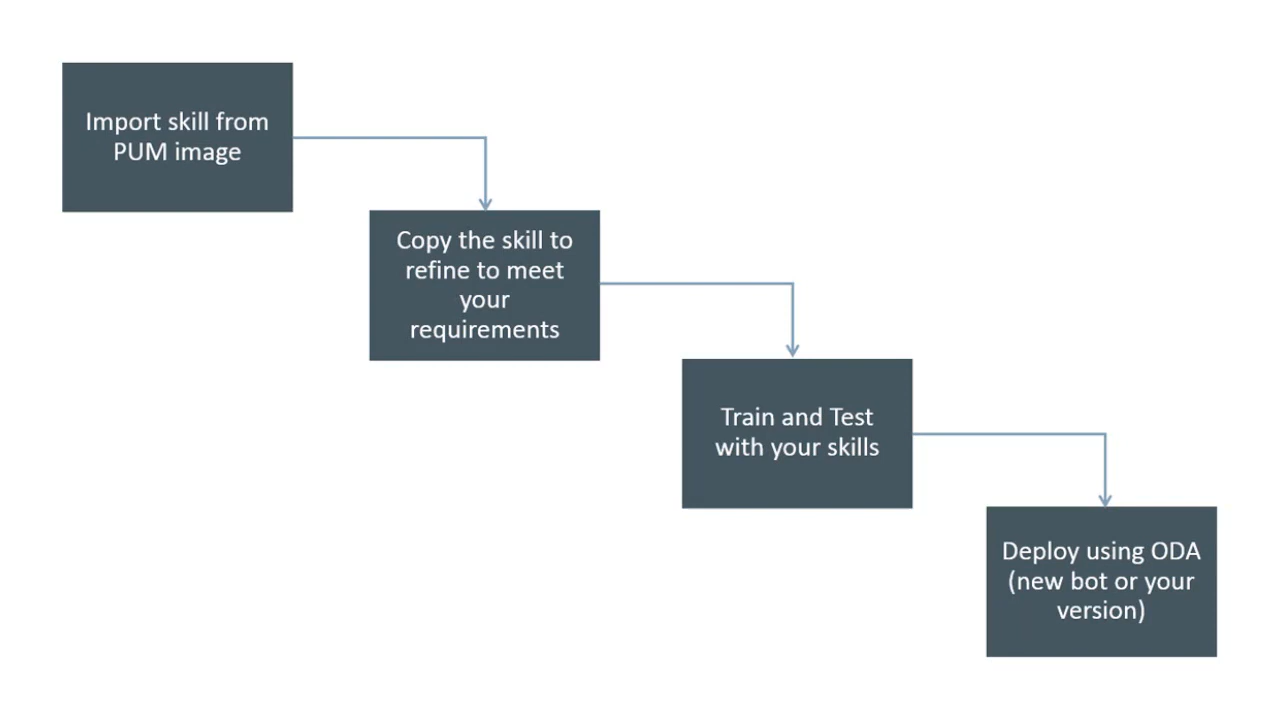 Import skill from
PUM image
Copy the skill to
refine to meet
your
requirements
Train and Test
with your skills
Deploy using ODA
(new bot or your
version)